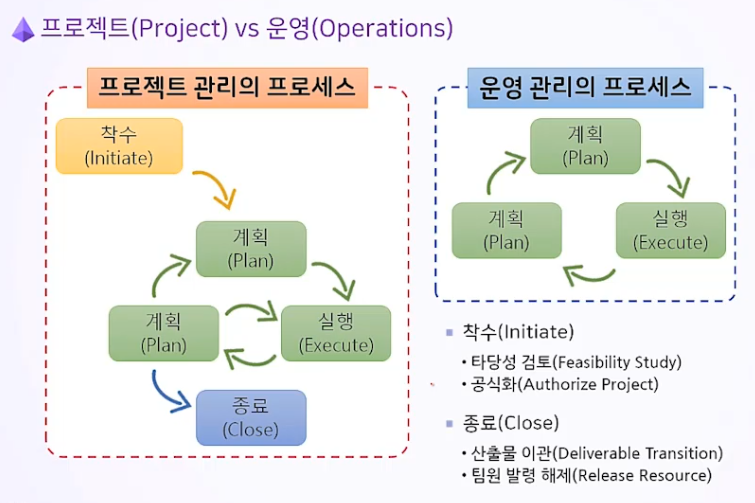 프로젝트(Project) vs 운영(Operations)
프로젝트 관리의 프로세스
착수
(Initiate)
계획
(Plan)
계획
(Plan)
실행
(Execute)
종료
(Close)
운영 관리의 프로세스
계획
(Plan)
계획
(Plan)
실행
(Execute)
착수(Initiate)
• 타당성 검토(Feasibility Study)
• 공식화(Authorize Project)
종료(Close)
• 산출물 이관(Deliverable Transition)
• 팀원 발령 해제(Release Resource)